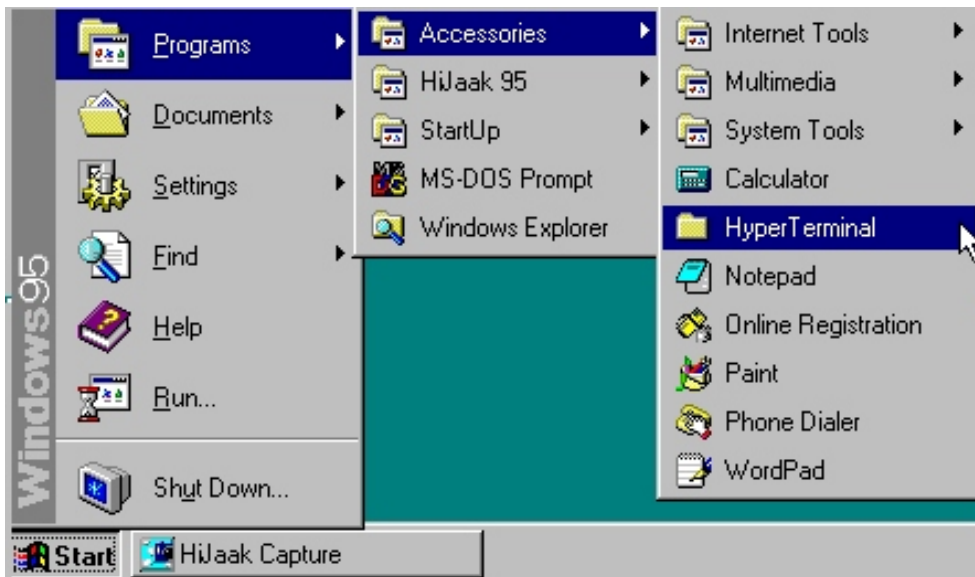 Programs
Documents
Settings
Find
Help
Run...
Shut Down...
Windows95
Accessories
HiJaak 95
StartUp
MS-DOS Prompt
Windows Explorer
Internet Tools
Multimedia
System Tools
Calculator
HyperTerminal
Notepad
Online Registration
Paint
Phone Dialer
WordPad
Start
HiJaak Capture